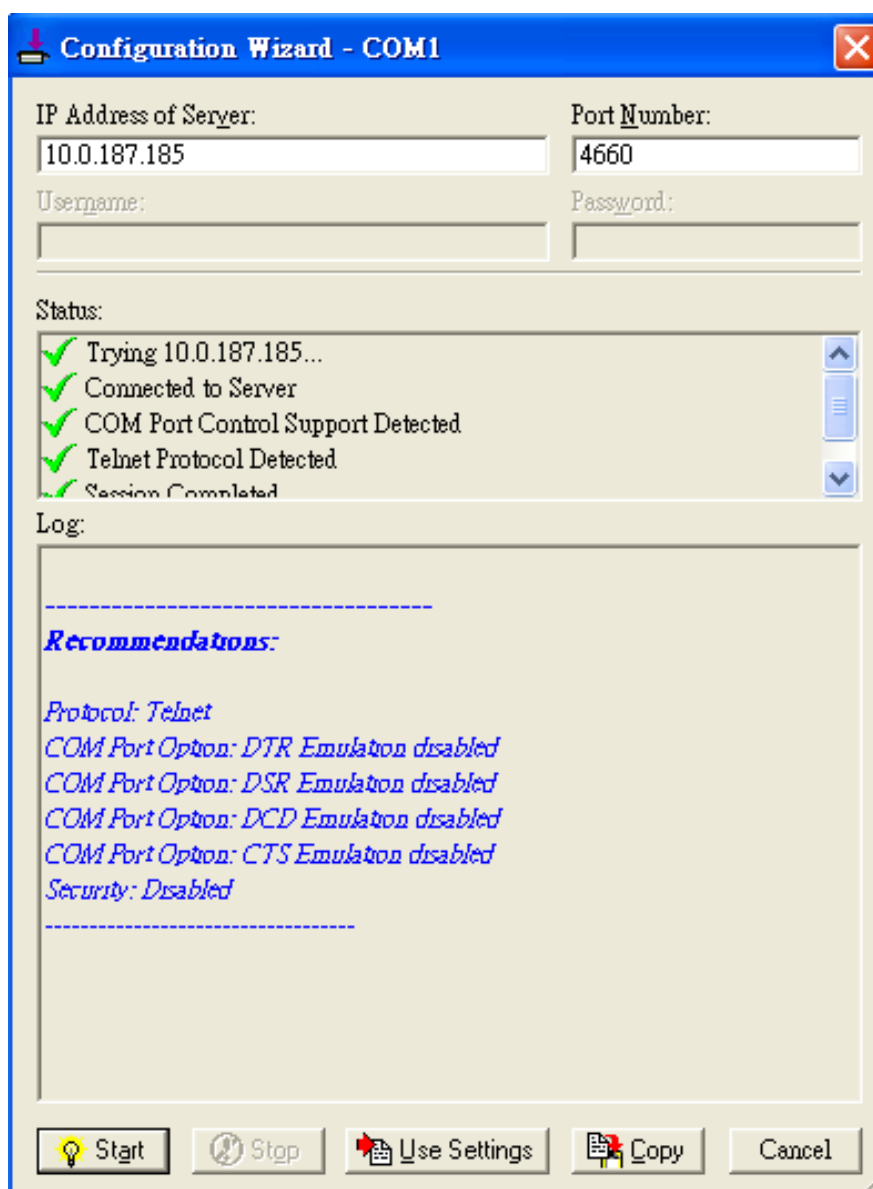 Configuration Wizard - COM1
IP Address of Server: Port Number:
10.0.187.185 4660
Username: Password:
Status:
Trying 10.0.187.185...
Connected to Server
COM Port Control Support Detected
Telnet Protocol Detected
Session Completed
Log:
------------------------------------
Recommendations:
Protocol: Telnet
COM Port Option: DTR Emulation disabled
COM Port Option: DSR Emulation disabled
COM Port Option: DCD Emulation disabled
COM Port Option: CTS Emulation disabled
Security: Disabled
------------------------------------
Start Stop Use Settings Copy Cancel